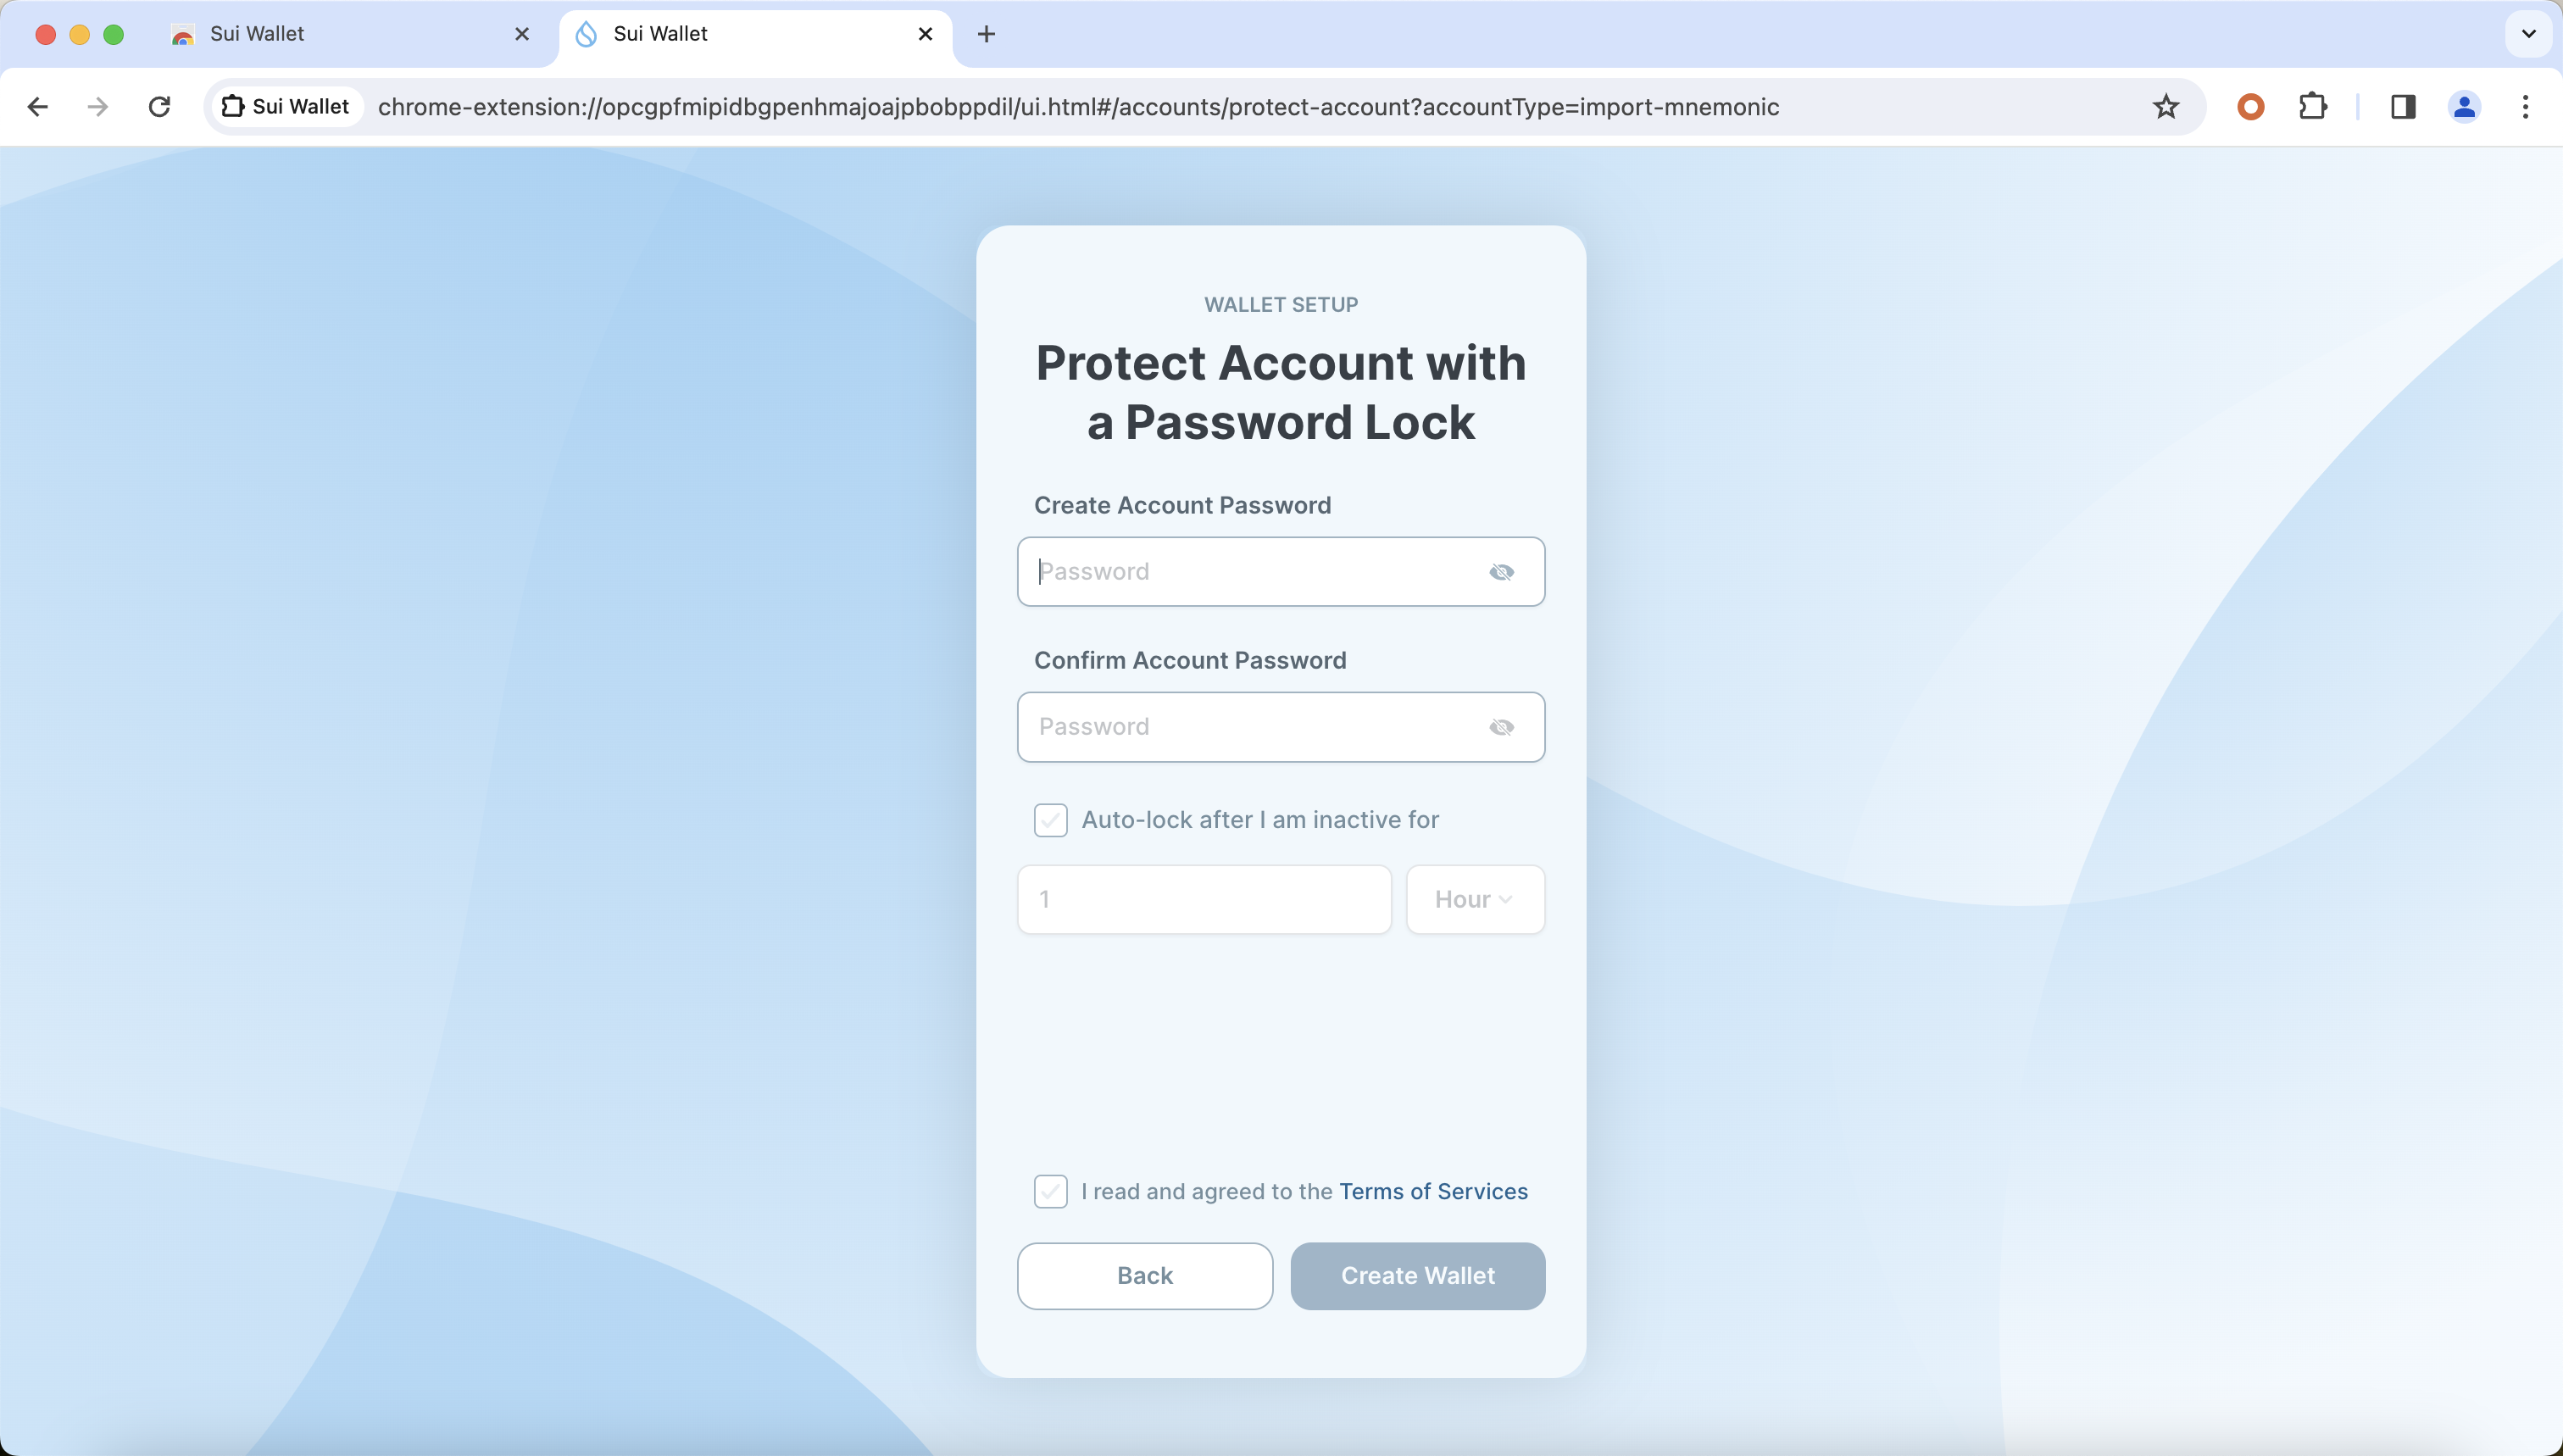 Sui Wallet
Sui Wallet
Sui Wallet
chrome-extension://opcgpfmipidbgpenhmajoajpbobppdil/ui.html#/accounts/protect-account?accountType=import-mnemonic
WALLET SETUP
Protect Account with
a Password Lock
Create Account Password
Password
Confirm Account Password
Password
Auto-lock after I am inactive for
1
Hour
I read and agreed to the Terms of Services
Back
Create Wallet